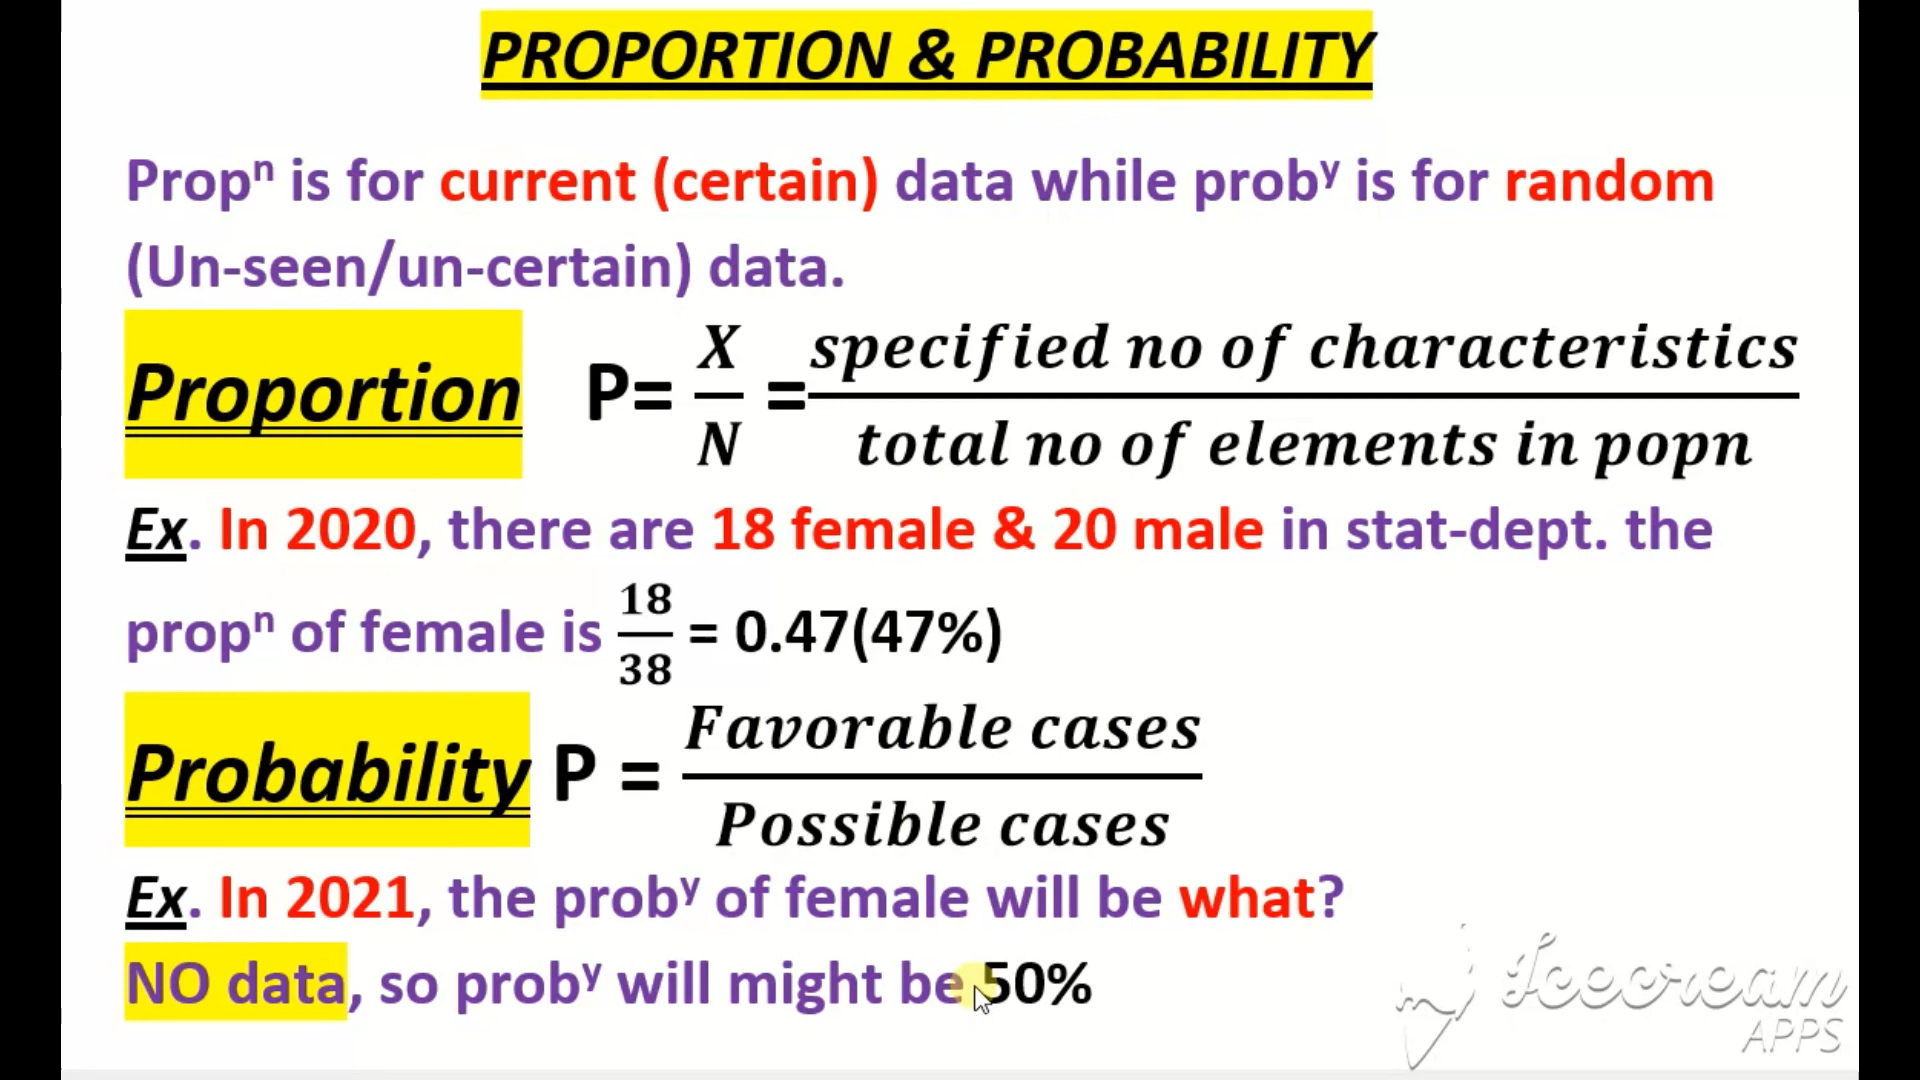 PROPORTION & PROBABILITY
Propⁿ is for current (certain) data while probʸ is for random
(Un-seen/un-certain) data.
Proportion P= X/N = specified no of characteristics/total no of elements in popn
Ex. In 2020, there are 18 female & 20 male in stat-dept. the
propⁿ of female is 18/38 = 0.47(47%)
Probability P = Favorable cases/Possible cases
Ex. In 2021, the probʸ of female will be what?
NO data, so probʸ will might be 50%
Icecream
APPS